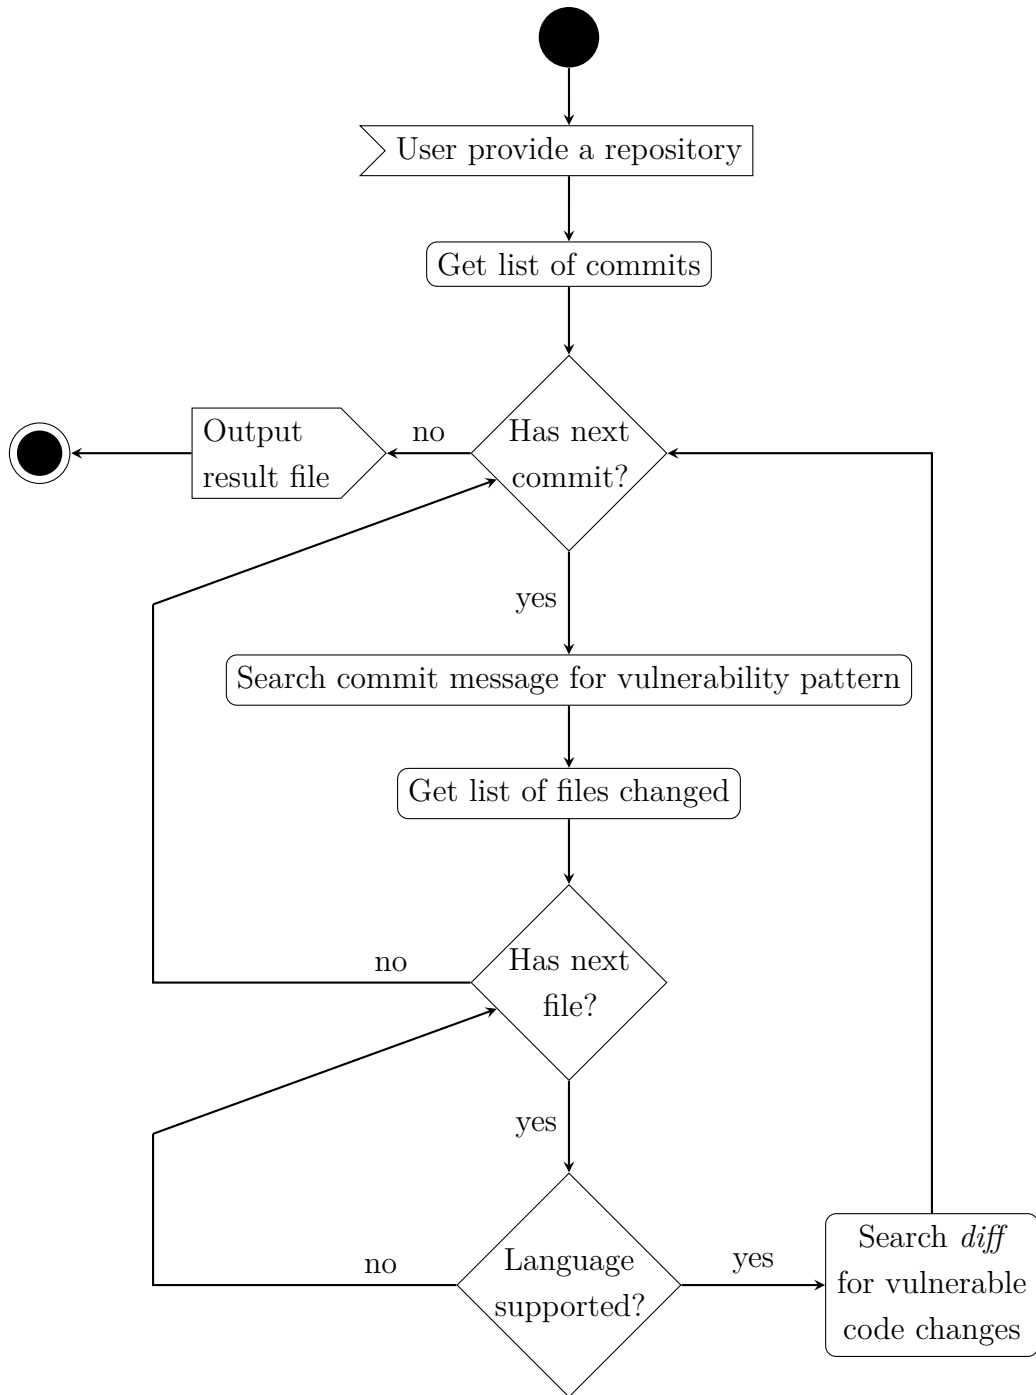 User provide a repository
Get list of commits
Has next
commit?
no
Output
result file
yes
Search commit message for vulnerability pattern
Get list of files changed
Has next
file?
no
yes
Language
supported?
no
yes
Search diff
for vulnerable
code changes